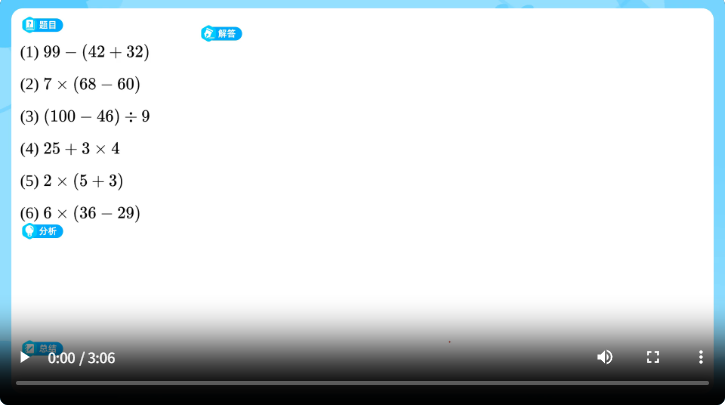 题目
解答
(1) 99 − (42 + 32)
(2) 7 × (68 − 60)
(3) (100 − 46) ÷ 9
(4) 25 + 3 × 4
(5) 2 × (5 + 3)
(6) 6 × (36 − 29)
分析
总结
0:00 / 3:06